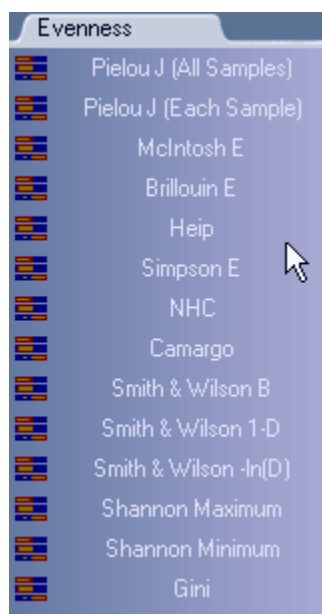 Evenness
Pielou J (All Samples)
Pielou J (Each Sample)
McIntosh E
Brillouin E
Heip
Simpson E
NHC
Camargo
Smith & Wilson B
Smith & Wilson 1-D
Smith & Wilson -ln(D)
Shannon Maximum
Shannon Minimum
Gini